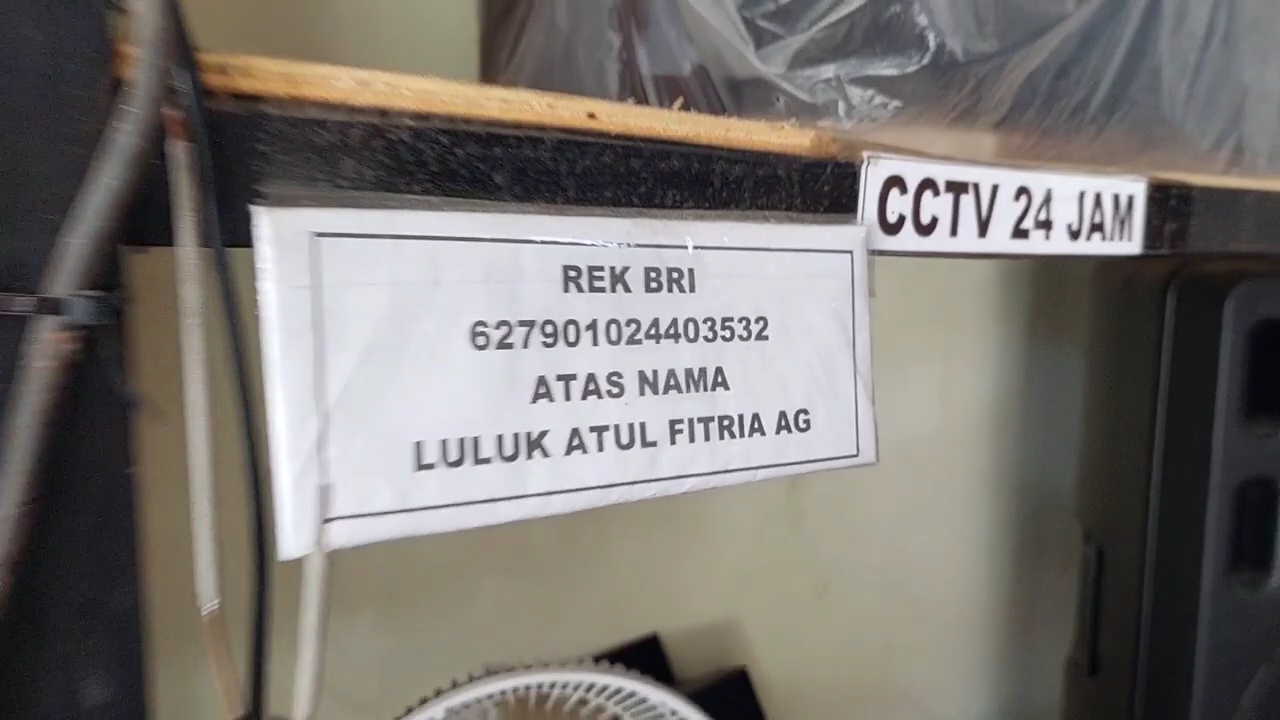 REK BRI
627901024403532
ATAS NAMA
LULUK ATUL FITRIA AG
CCTV 24 JAM